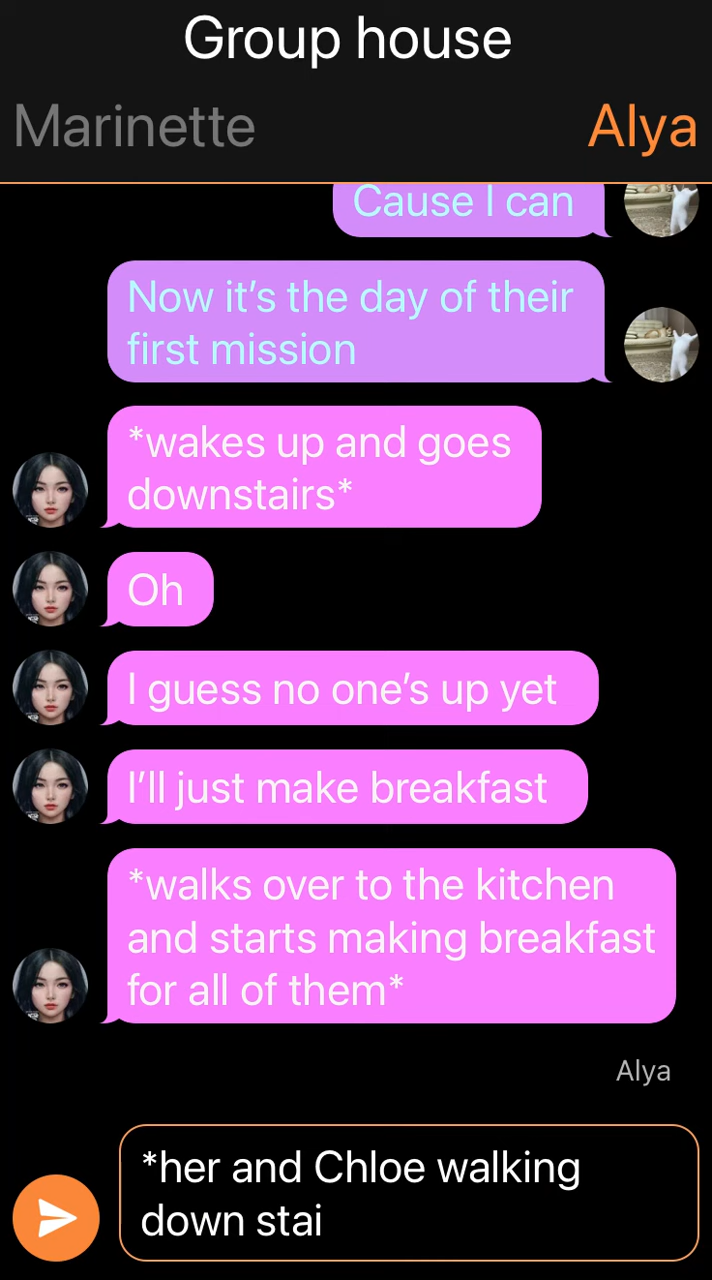 Group house
Marinette
Alya
Cause I can
Now it’s the day of their
first mission
*wakes up and goes
downstairs*
Oh
I guess no one’s up yet
I’ll just make breakfast
*walks over to the kitchen
and starts making breakfast
for all of them*
Alya
*her and Chloe walking
down stai